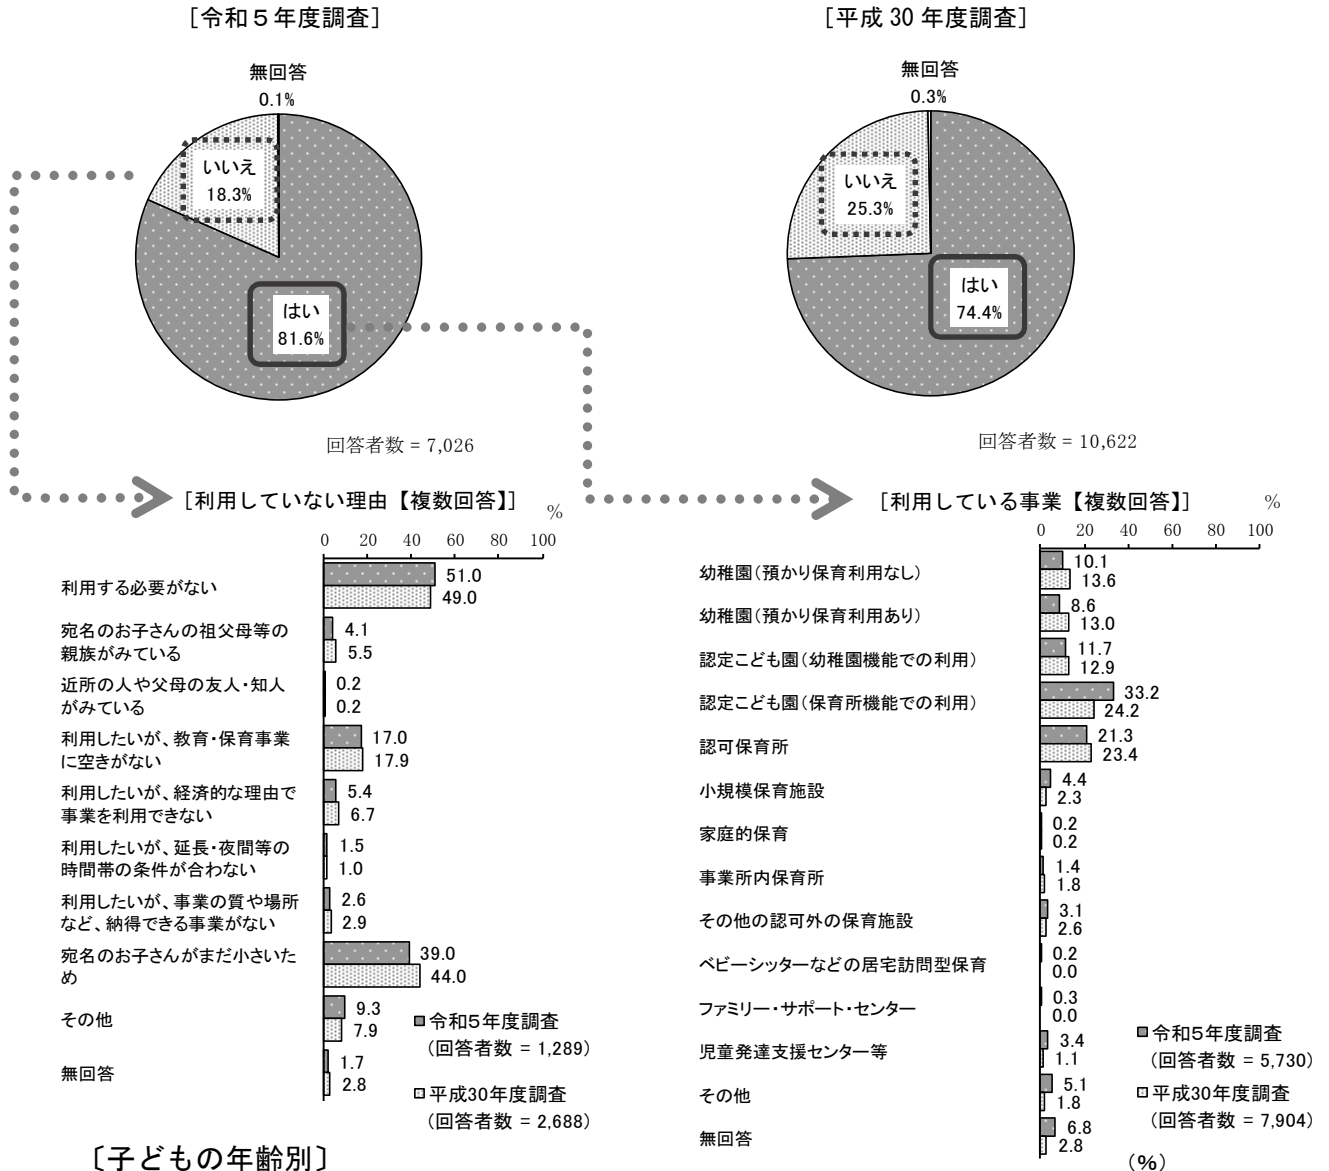 ［令和５年度調査］
無回答
0.1%
いいえ
18.3%
はい
81.6%
回答者数 = 7,026
［平成 30 年度調査］
無回答
0.3%
いいえ
25.3%
はい
74.4%
回答者数 = 10,622
［利用していない理由【複数回答】］
%
0 20 40 60 80 100
利用する必要がない
51.0
49.0
宛名のお子さんの祖父母等の
親族がみている
4.1
5.5
近所の人や父母の友人・知人
がみている
0.2
0.2
利用したいが、教育・保育事業
に空きがない
17.0
17.9
利用したいが、経済的な理由で
事業を利用できない
5.4
6.7
利用したいが、延長・夜間等の
時間帯の条件が合わない
1.5
1.0
利用したいが、事業の質や場所
など、納得できる事業がない
2.6
2.9
宛名のお子さんがまだ小さいた
め
39.0
44.0
その他
9.3
7.9
無回答
1.7
2.8
令和５年度調査
（回答者数 = 1,289）
平成30年度調査
（回答者数 = 2,688）
［利用している事業【複数回答】］
%
0 20 40 60 80 100
幼稚園（預かり保育利用なし）
10.1
13.6
幼稚園（預かり保育利用あり）
8.6
13.0
認定こども園（幼稚園機能での利用）
11.7
12.9
認定こども園（保育所機能での利用）
33.2
24.2
認可保育所
21.3
23.4
小規模保育施設
4.4
2.3
家庭的保育
0.2
0.2
事業所内保育所
1.4
1.8
その他の認可外の保育施設
3.1
2.6
ベビーシッターなどの居宅訪問型保育
0.2
0.0
ファミリー・サポート・センター
0.3
0.0
児童発達支援センター等
3.4
1.1
その他
5.1
1.8
無回答
6.8
2.8
令和５年度調査
（回答者数 = 5,730）
平成30年度調査
（回答者数 = 7,904）
〔子どもの年齢別〕
（%）